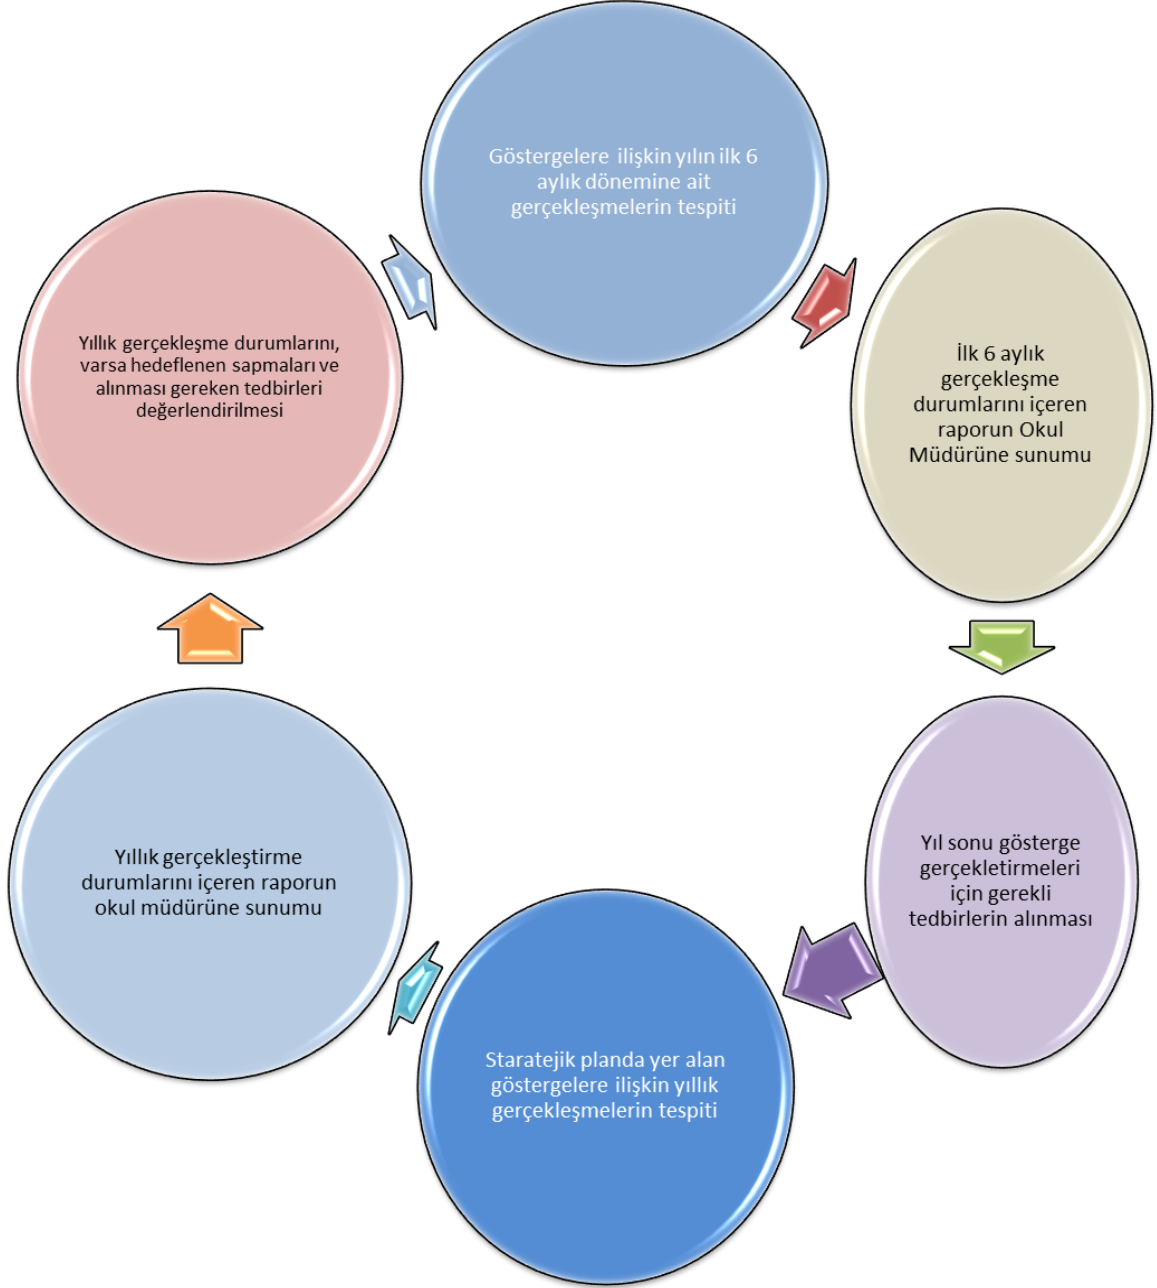 Göstergelere ilişkin yılın ilk 6
aylık dönemine ait
gerçekleşmelerin tespiti
İlk 6 aylık
gerçekleşme
durumlarını içeren
raporun Okul
Müdürüne sunumu
Yıl sonu gösterge
gerçekletirmeleri
için gerekli
tedbirlerin alınması
Staratejik planda yer alan
göstergelere ilişkin yıllık
gerçekleşmelerin tespiti
Yıllık gerçekleştirme
durumlarını içeren raporun
okul müdürüne sunumu
Yıllık gerçekleşme durumlarını,
varsa hedeflenen sapmaları ve
alınması gereken tedbirleri
değerlendirilmesi